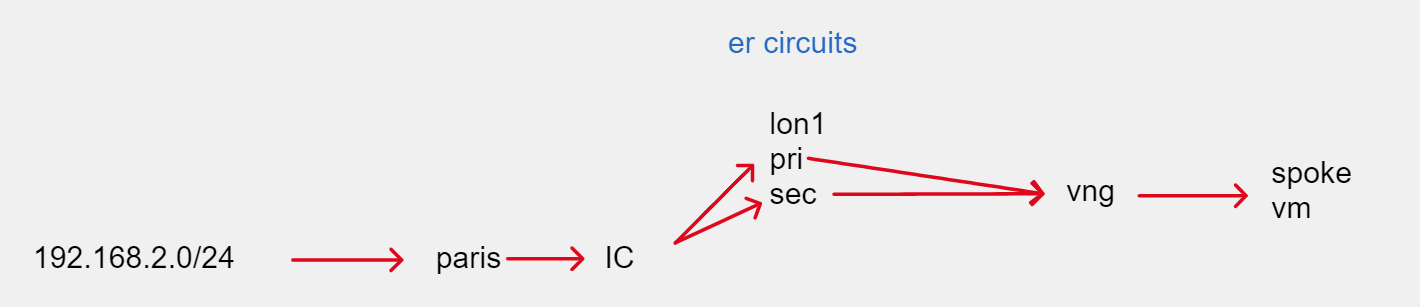 er circuits
lon1
pri
sec
vng
spoke
vm
192.168.2.0/24
paris
IC